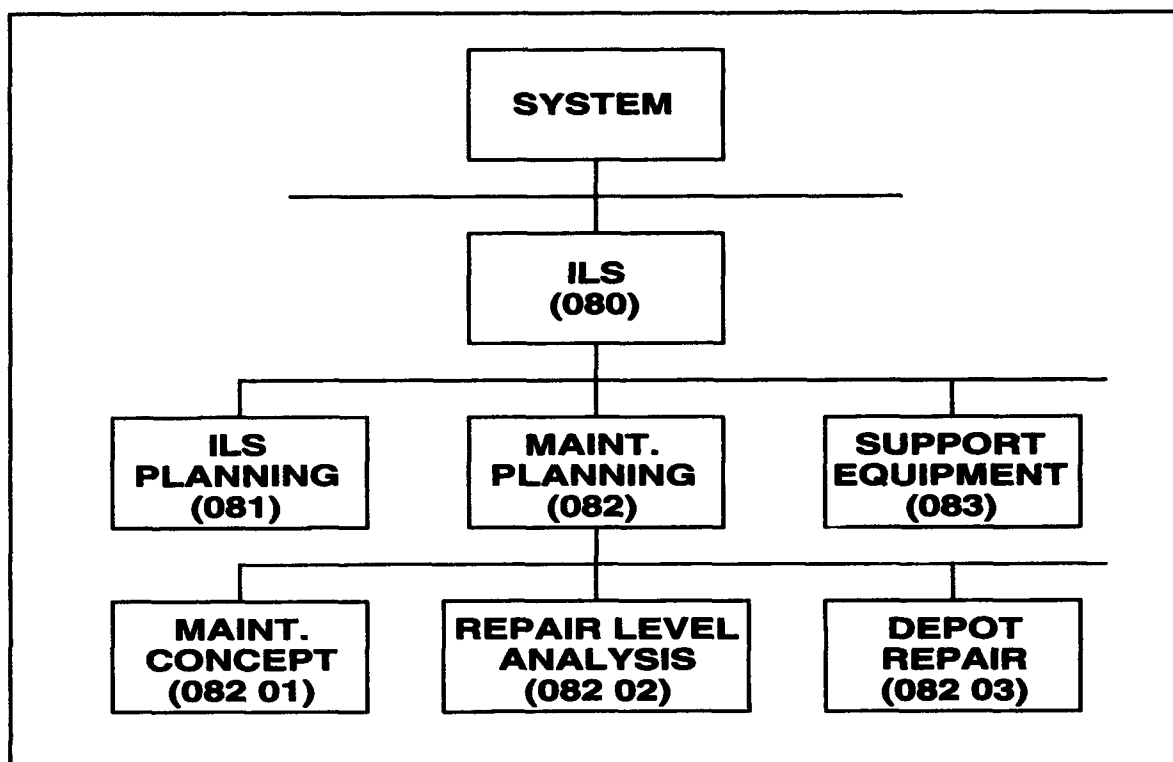 SYSTEM
ILS
(080)
ILS
PLANNING
(081)
MAINT.
PLANNING
(082)
SUPPORT
EQUIPMENT
(083)
MAINT.
CONCEPT
(082 01)
REPAIR LEVEL
ANALYSIS
(082 02)
DEPOT
REPAIR
(082 03)